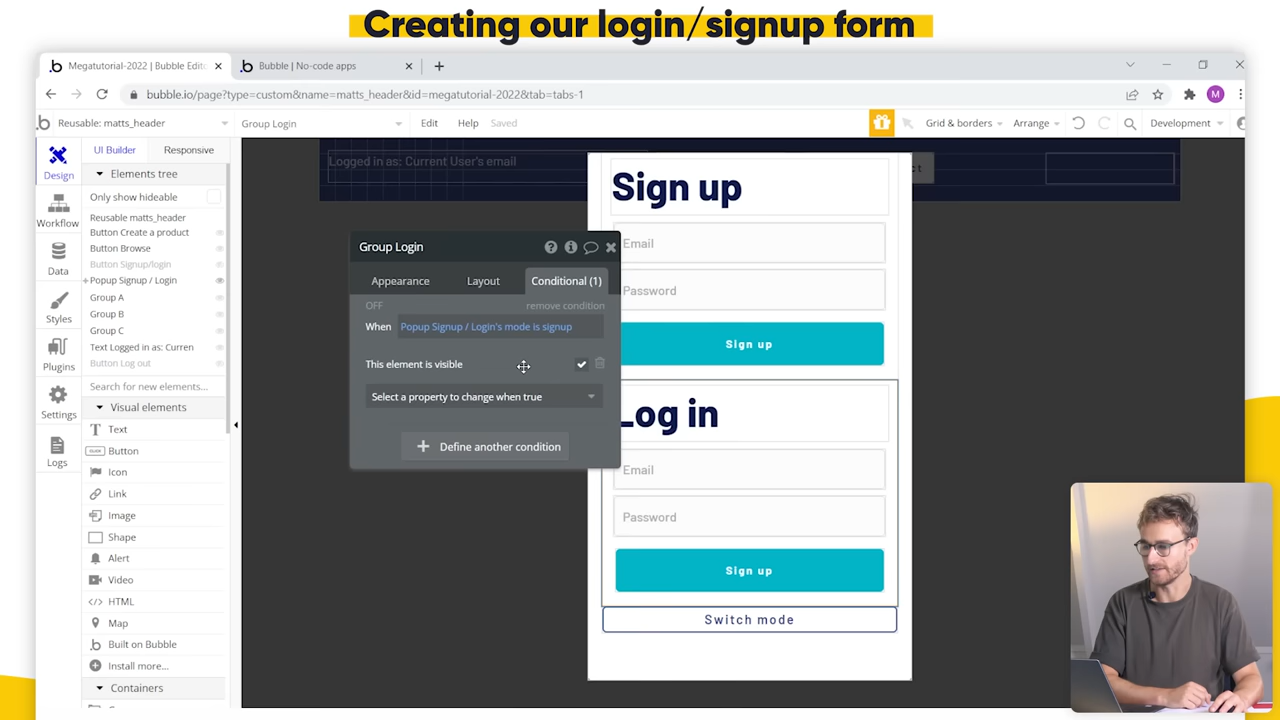 Creating our login/signup form
Megatutorial-2022 | Bubble Edito
Bubble | No-code apps
bubble.io/page?type=custom&name=matts_header&id=megatutorial-2022&tab=tabs-1
M
Reusable: matts_header
Group Login
Edit
Help
Saved
Grid & borders
Arrange
Development
Design
Workflow
Data
Styles
Plugins
Settings
Logs
UI Builder
Responsive
Elements tree
Only show hideable
Reusable matts_header
Button Create a product
Button Browse
Button Signup/login
Popup Signup / Login
Group A
Group B
Group C
Text Logged in as: Curren
Button Log out
Search for new elements...
Visual elements
Text
Button
Icon
Link
Image
Shape
Alert
Video
</> HTML
Map
Built on Bubble
Install more...
Containers
Logged in as: Current User's email
ct
Group Login
Appearance
Layout
Conditional (1)
OFF
remove condition
When
Popup Signup / Login's mode is signup
This element is visible
Select a property to change when true
Define another condition
Sign up
Email
Password
Sign up
Log in
Email
Password
Sign up
Switch mode